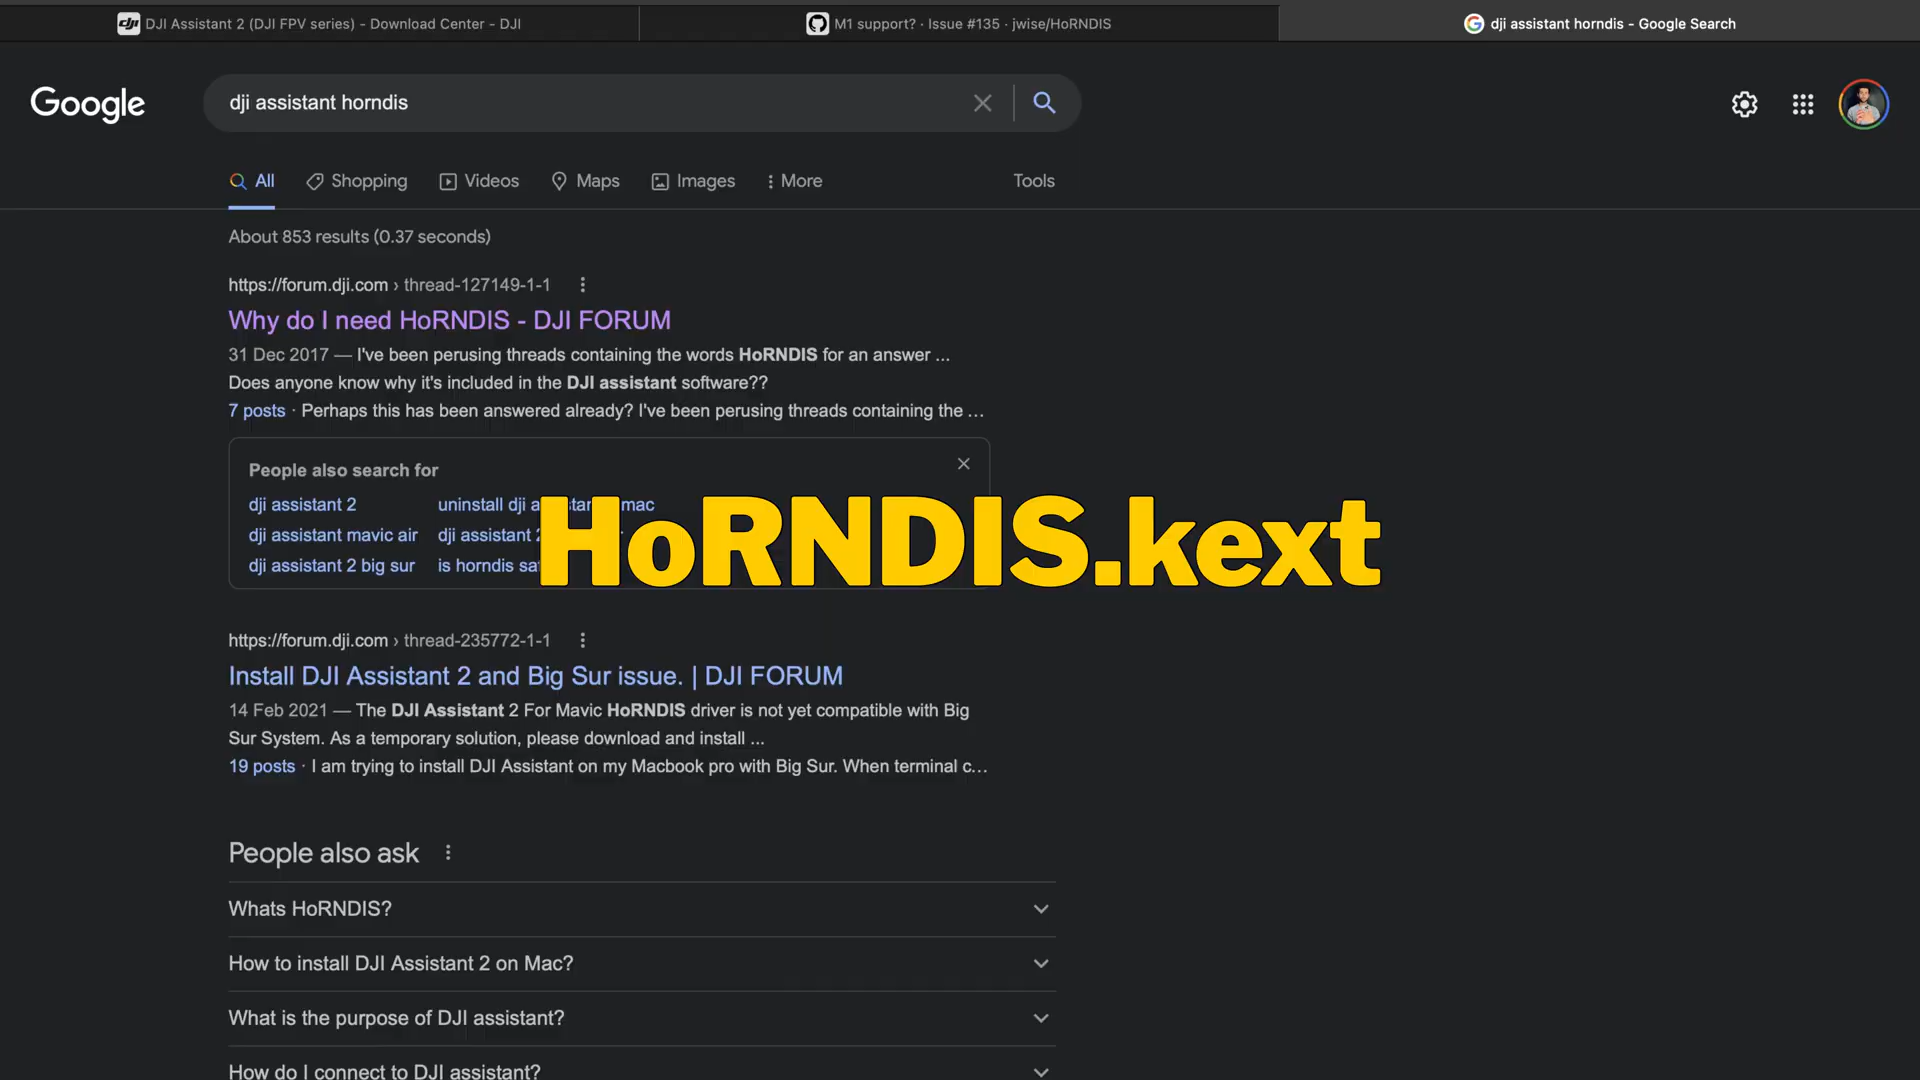 DJI Assistant 2 (DJI FPV series) - Download Center - DJI
M1 support? · Issue #135 · jwise/HoRNDIS
dji assistant horndis - Google Search
Google
dji assistant horndis
All
Shopping
Videos
Maps
Images
More
Tools
About 853 results (0.37 seconds)
https://forum.dji.com › thread-127149-1-1
Why do I need HoRNDIS - DJI FORUM
31 Dec 2017 — I've been perusing threads containing the words HoRNDIS for an answer ...
Does anyone know why it's included in the DJI assistant software??
7 posts · Perhaps this has been answered already? I've been perusing threads containing the ...
People also search for
dji assistant 2
uninstall dji mac
dji assistant mavic air
dji assistant
dji assistant 2 big sur
is horndis
HoRNDIS.kext
https://forum.dji.com › thread-235772-1-1
Install DJI Assistant 2 and Big Sur issue. | DJI FORUM
14 Feb 2021 — The DJI Assistant 2 For Mavic HoRNDIS driver is not yet compatible with Big
Sur System. As a temporary solution, please download and install ...
19 posts · I am trying to install DJI Assistant on my Macbook pro with Big Sur. When terminal c...
People also ask
Whats HoRNDIS?
How to install DJI Assistant 2 on Mac?
What is the purpose of DJI assistant?
How do I connect to DJI assistant?